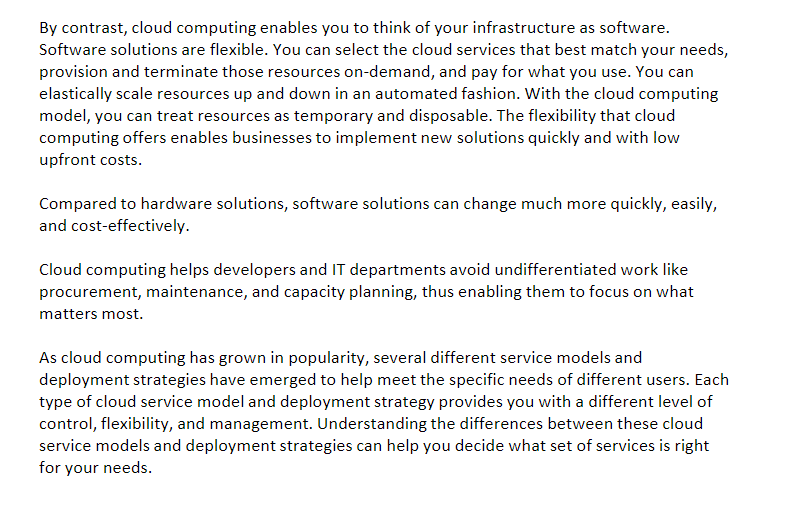 By contrast, cloud computing enables you to think of your infrastructure as software.
Software solutions are flexible. You can select the cloud services that best match your needs,
provision and terminate those resources on-demand, and pay for what you use. You can
elastically scale resources up and down in an automated fashion. With the cloud computing
model, you can treat resources as temporary and disposable. The flexibility that cloud
computing offers enables businesses to implement new solutions quickly and with low
upfront costs.
Compared to hardware solutions, software solutions can change much more quickly, easily,
and cost-effectively.
Cloud computing helps developers and IT departments avoid undifferentiated work like
procurement, maintenance, and capacity planning, thus enabling them to focus on what
matters most.
As cloud computing has grown in popularity, several different service models and
deployment strategies have emerged to help meet the specific needs of different users. Each
type of cloud service model and deployment strategy provides you with a different level of
control, flexibility, and management. Understanding the differences between these cloud
service models and deployment strategies can help you decide what set of services is right
for your needs.